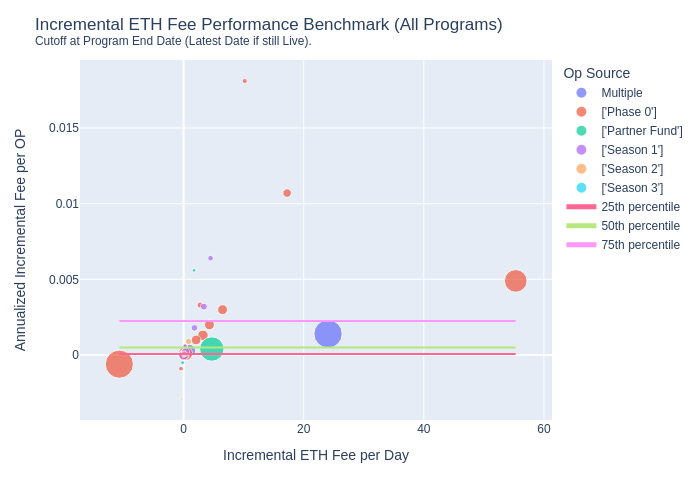 Incremental ETH Fee Performance Benchmark (All Programs)
Cutoff at Program End Date (Latest Date if still Live).
Annualized Incremental Fee per OP
0.015
0.01
0.005
0
0
20
40
60
Incremental ETH Fee per Day
Op Source
Multiple
['Phase 0']
['Partner Fund']
['Season 1']
['Season 2']
['Season 3']
25th percentile
50th percentile
75th percentile